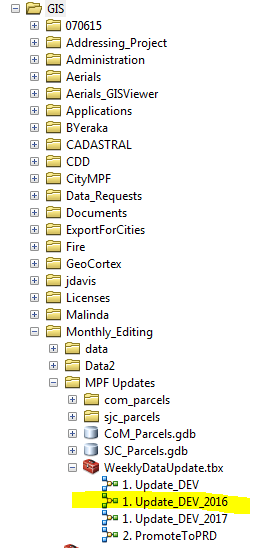 GIS
070615
Addressing_Project
Administration
Aerials
Aerials_GISViewer
Applications
BYeraka
CADASTRAL
CDD
CityMPF
Data_Requests
Documents
ExportForCities
Fire
GeoCortex
jdavis
Licenses
Malinda
Monthly_Editing
data
Data2
MPF Updates
com_parcels
sjc_parcels
CoM_Parcels.gdb
SJC_Parcels.gdb
WeeklyDataUpdate.tbx
1. Update_DEV
1. Update_DEV_2016
1. Update_DEV_2017
2. PromoteToPRD